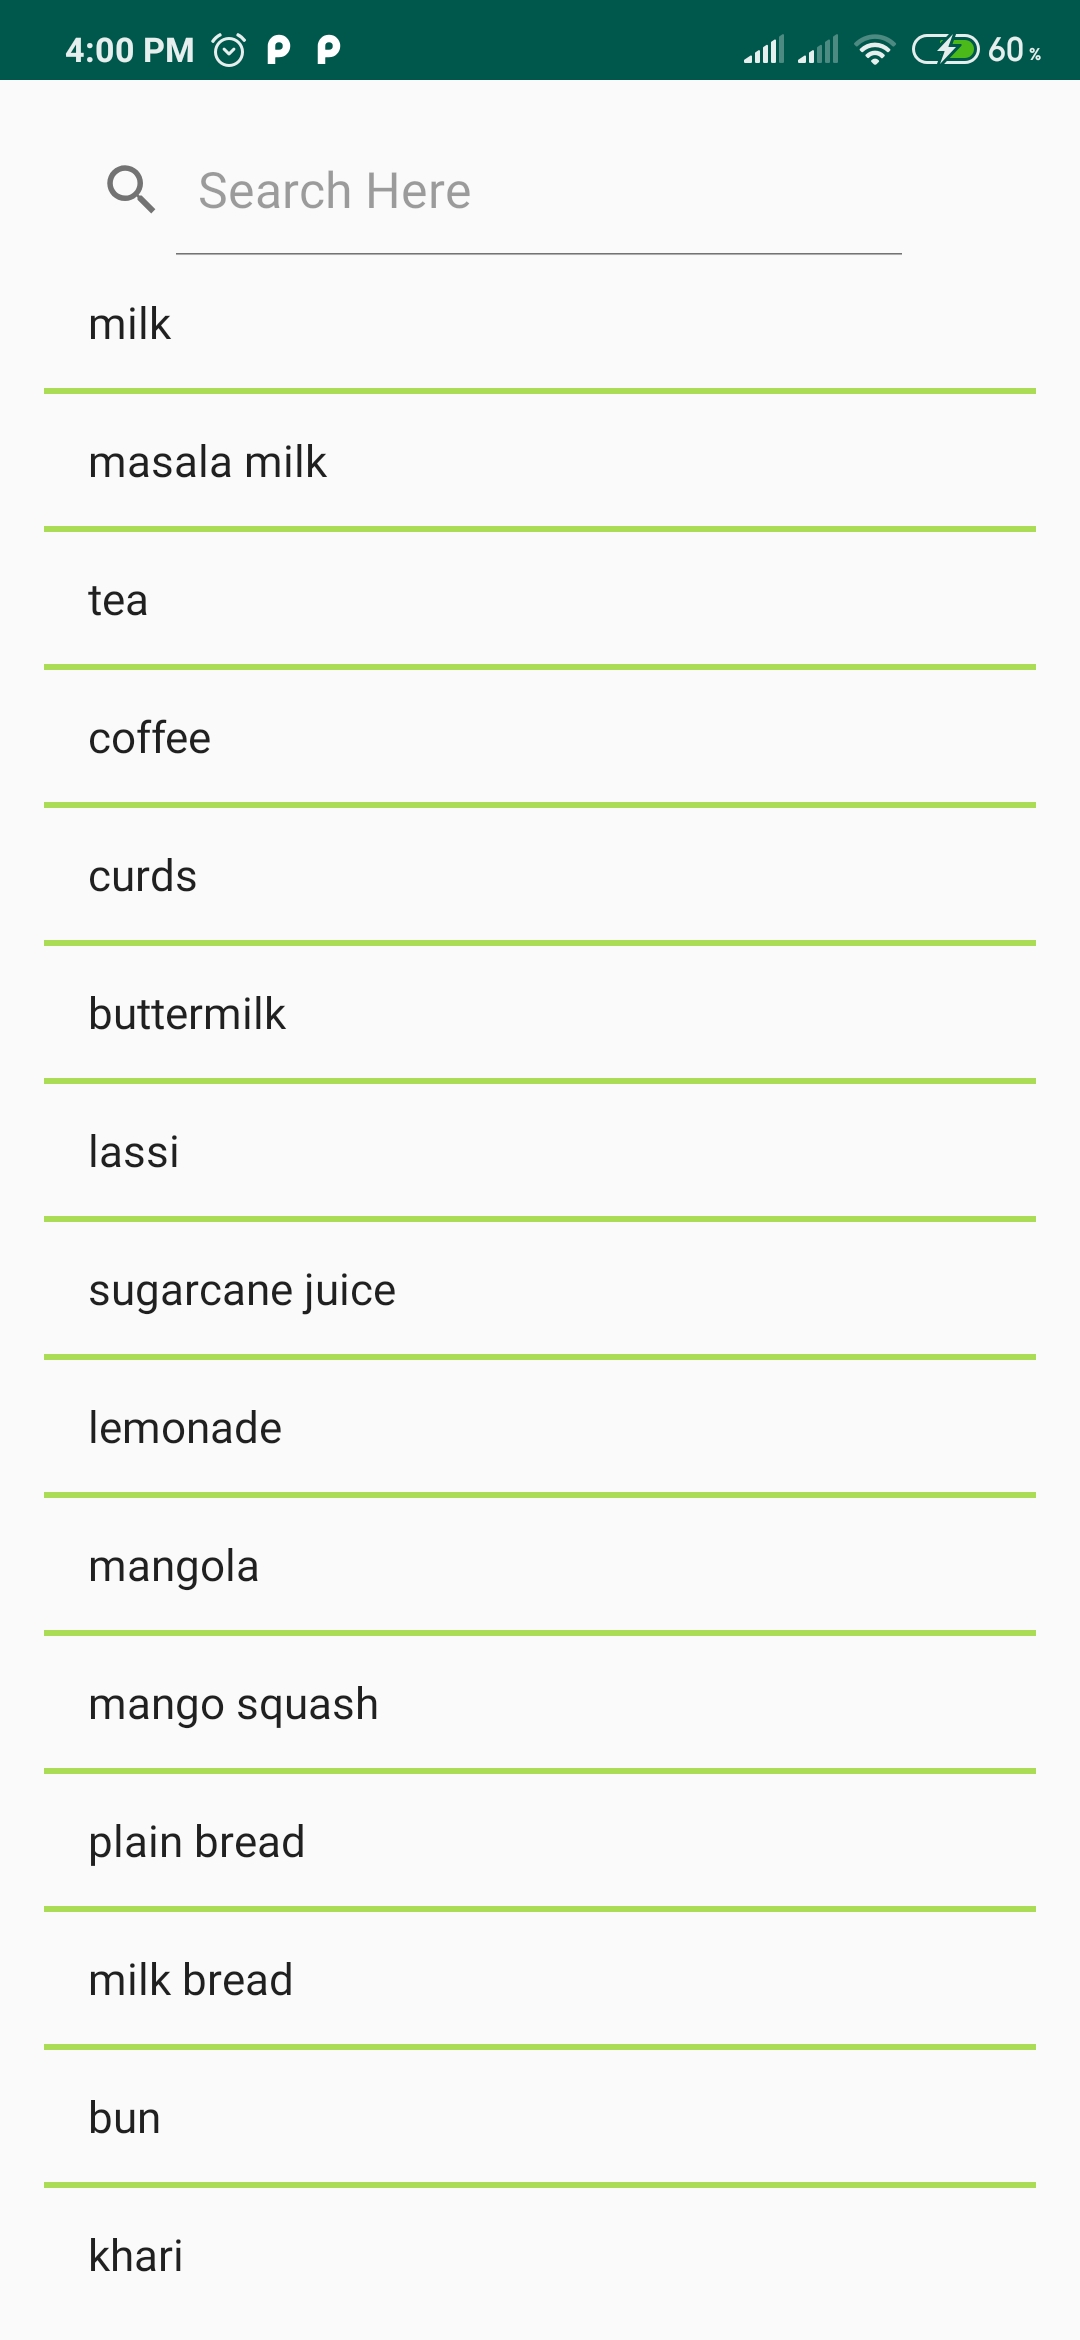 4:00 PM 60 %
Search Here
milk
masala milk
tea
coffee
curds
buttermilk
lassi
sugarcane juice
lemonade
mangola
mango squash
plain bread
milk bread
bun
khari